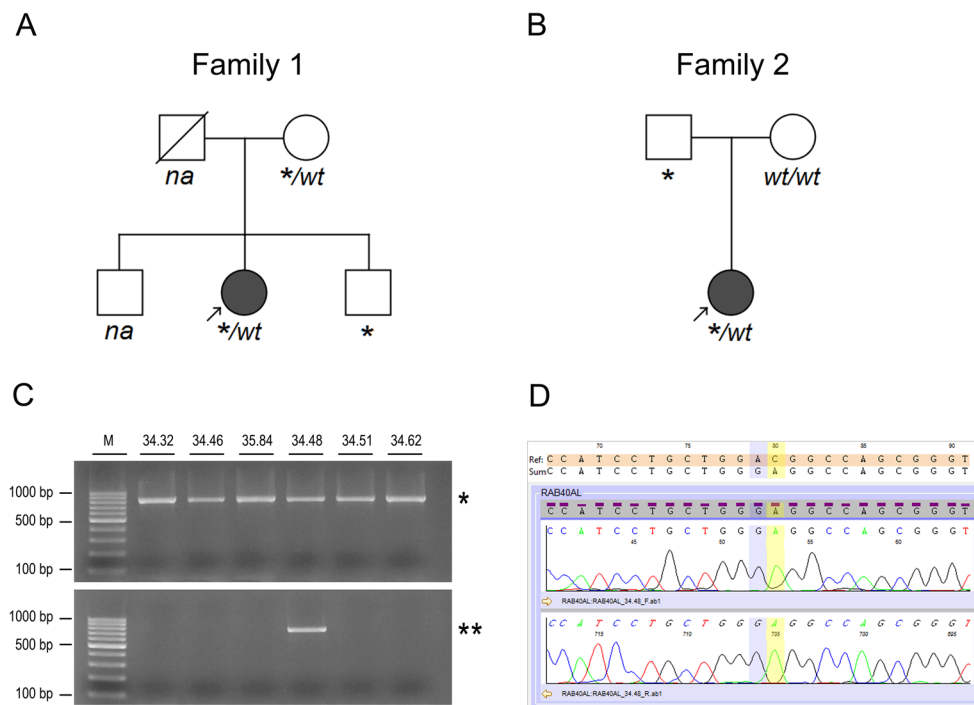 A
B
Family 1
Family 2
na
*/wt
*
wt/wt
na
*/wt
*
*/wt
C
D
M 34.32 34.46 35.84 34.48 34.51 34.62
1000 bp
500 bp
100 bp
*
1000 bp
500 bp
100 bp
**
70 75 80 85 90
Ref: C C A T C C T G C T G G A C G G C C A G C G G G T
Sum: C C A T C C T G C T G G G A G G C C A G C G G G T
RAB40AL
C C A T C C T G C T G G G A G G C C A G C G G G T
C C A T C C T G C T G G G A G G C C A G C G G G T
45 50 55 60
RAB40AL:RAB40AL_34.48_F.ab1
C C A T C C T G C T G G G A G G C C A G C G G G T
715 710 705 700 695
RAB40AL:RAB40AL_34.48_R.ab1